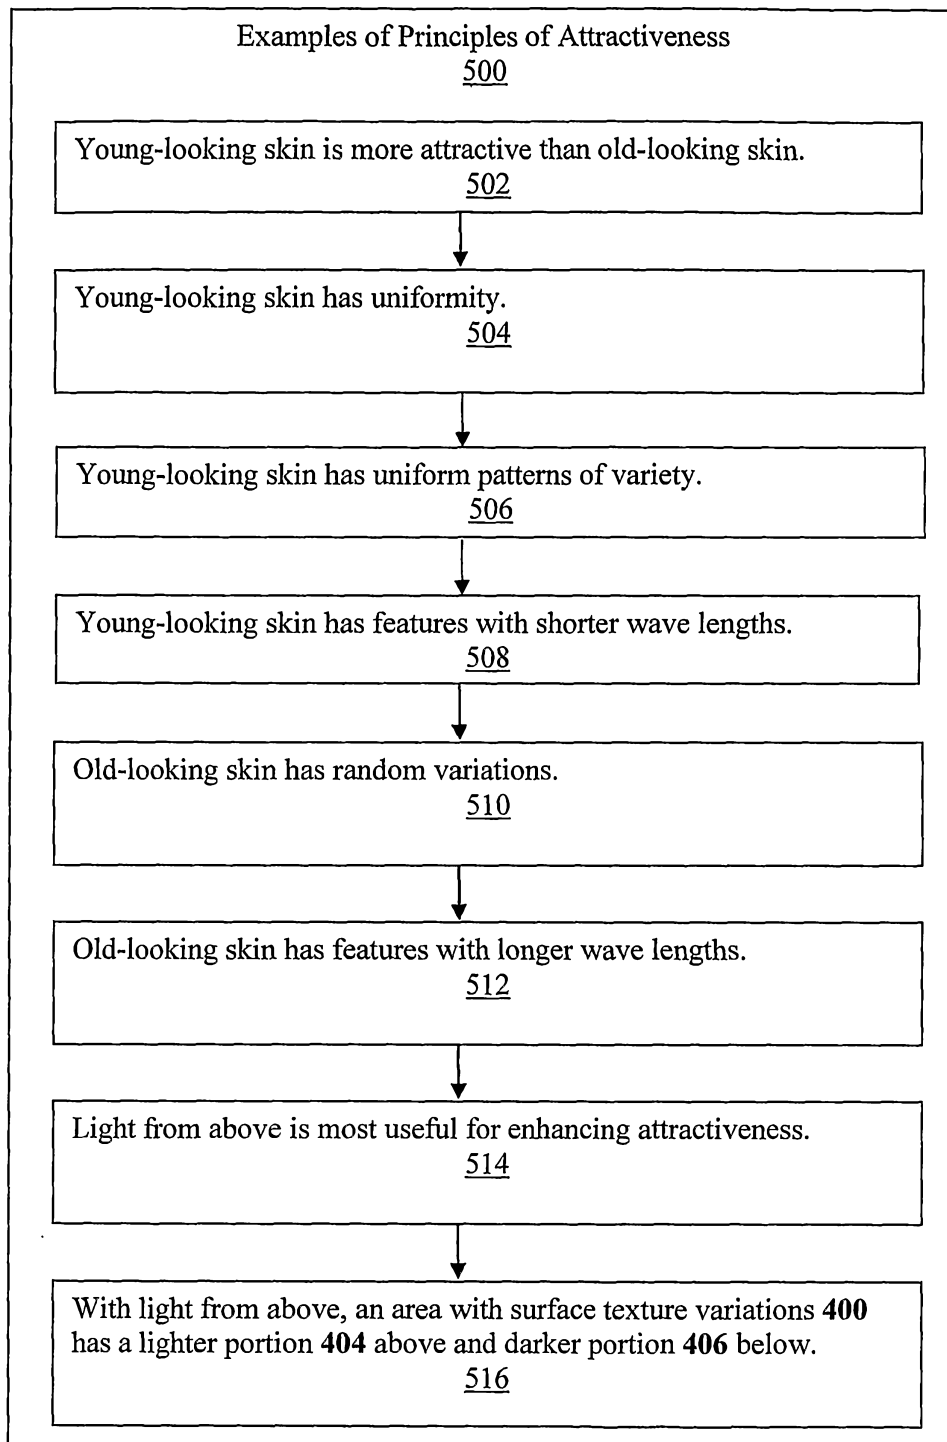 Examples of Principles of Attractiveness
500
Young-looking skin is more attractive than old-looking skin.
502
Young-looking skin has uniformity.
504
Young-looking skin has uniform patterns of variety.
506
Young-looking skin has features with shorter wave lengths.
508
Old-looking skin has random variations.
510
Old-looking skin has features with longer wave lengths.
512
Light from above is most useful for enhancing attractiveness.
514
With light from above, an area with surface texture variations 400
has a lighter portion 404 above and darker portion 406 below.
516